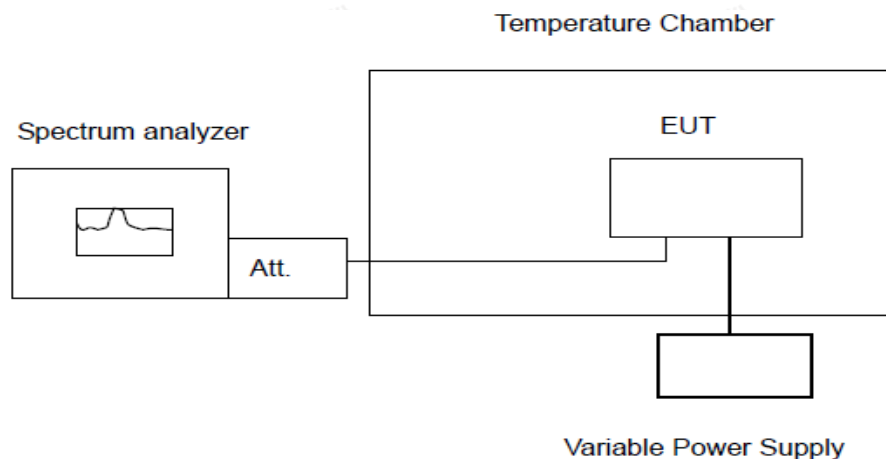 Temperature Chamber
Spectrum analyzer
EUT
Att.
Variable Power Supply